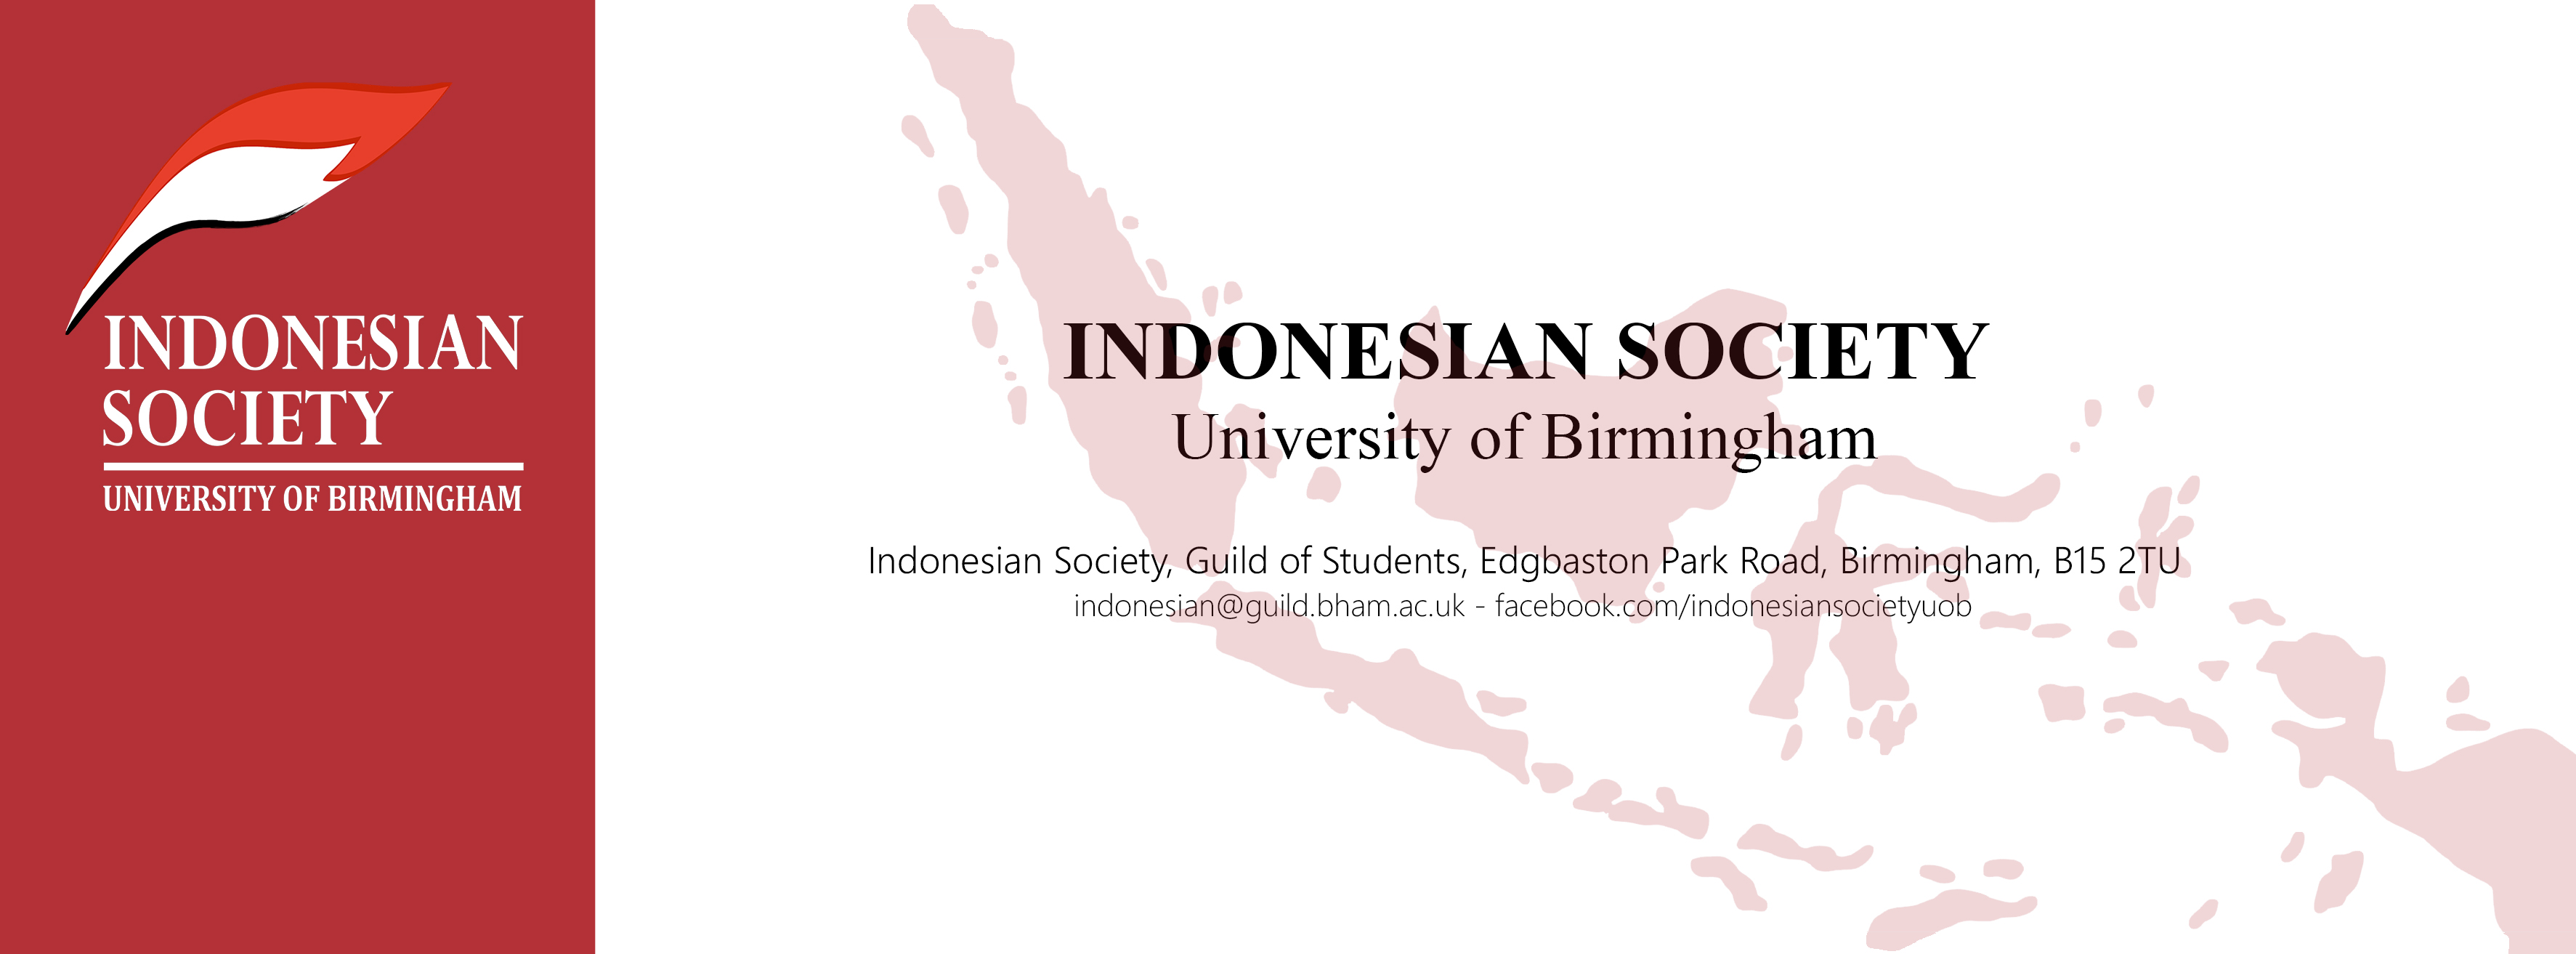 INDONESIAN
SOCIETY
UNIVERSITY OF BIRMINGHAM
INDONESIAN SOCIETY
University of Birmingham
Indonesian Society, Guild of Students, Edgbaston Park Road, Birmingham, B15 2TU
indonesian@guild.bham.ac.uk - facebook.com/indonesiansocietyuob